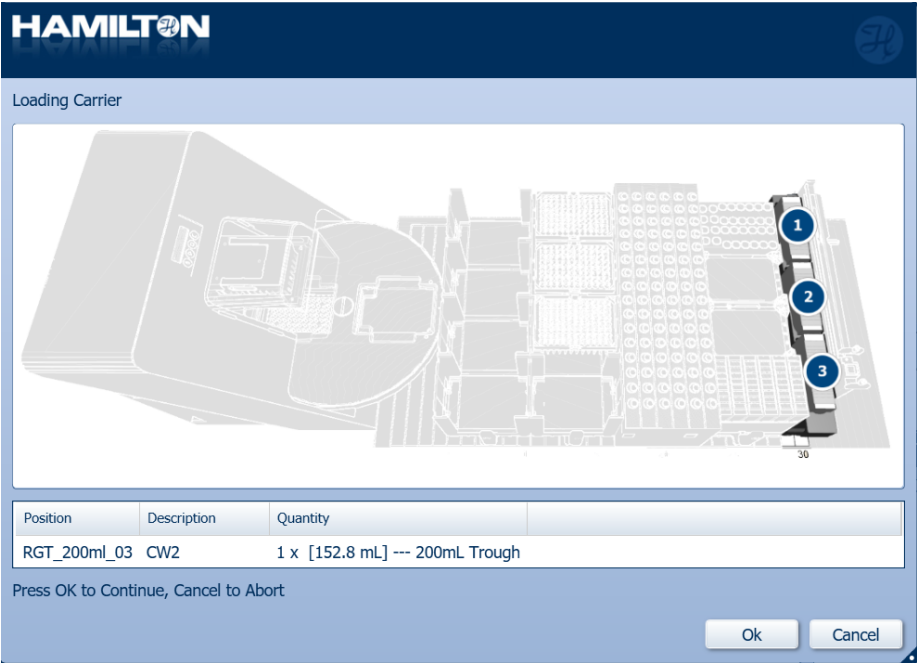 HAMILTON
Loading Carrier
1
2
3
30
Position Description Quantity
RGT_200ml_03 CW2 1 x [152.8 mL] --- 200mL Trough
Press OK to Continue, Cancel to Abort
Ok Cancel